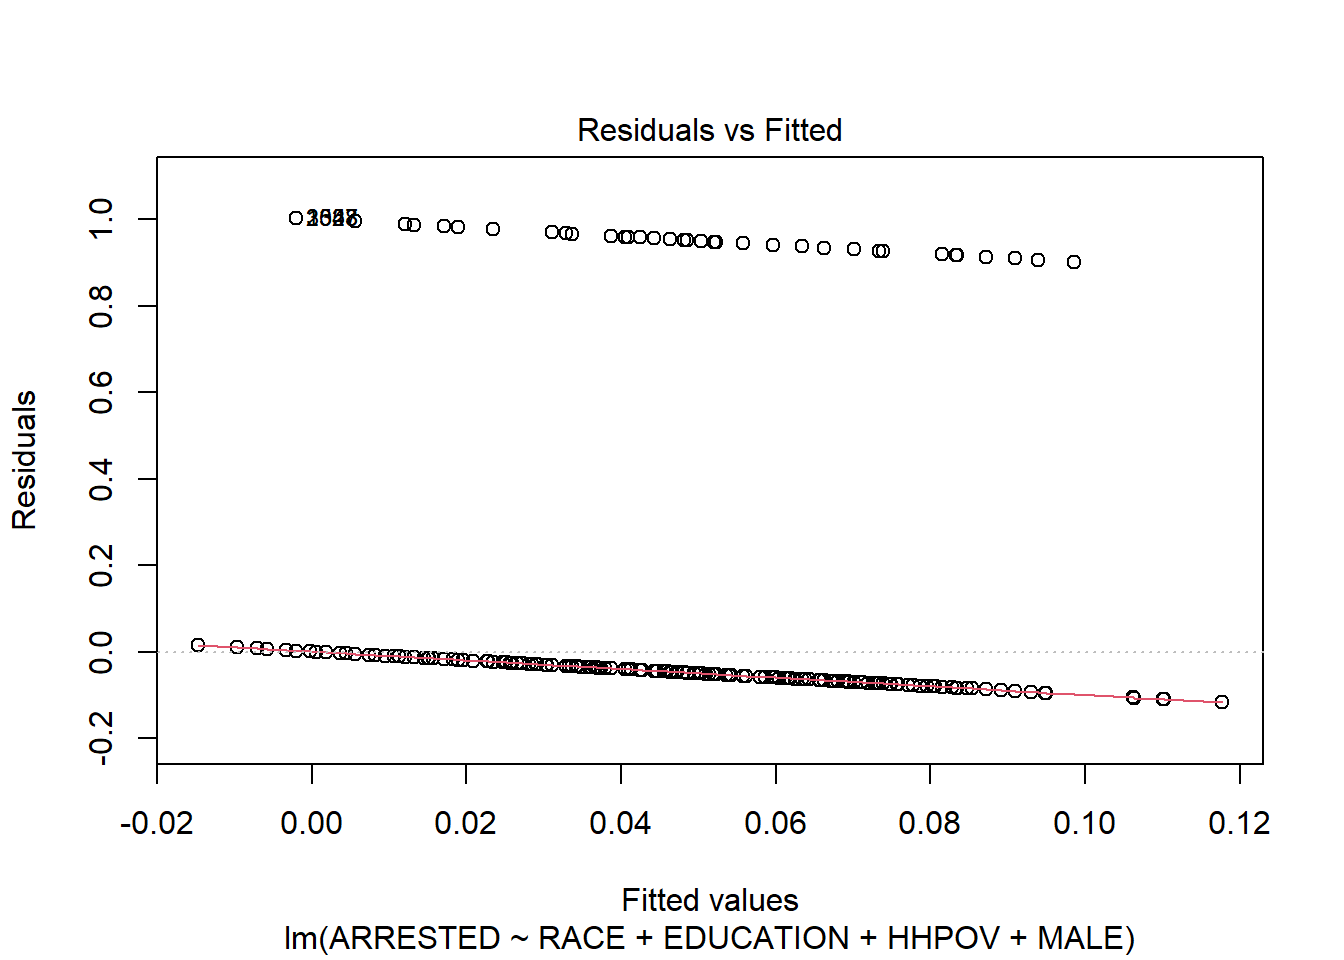 Residuals vs Fitted
Residuals
1.0
0.8
0.6
0.4
0.2
0.0
-0.2
-0.02 0.00 0.02 0.04 0.06 0.08 0.10 0.12
Fitted values
lm(ARRESTED ~ RACE + EDUCATION + HHPOV + MALE)